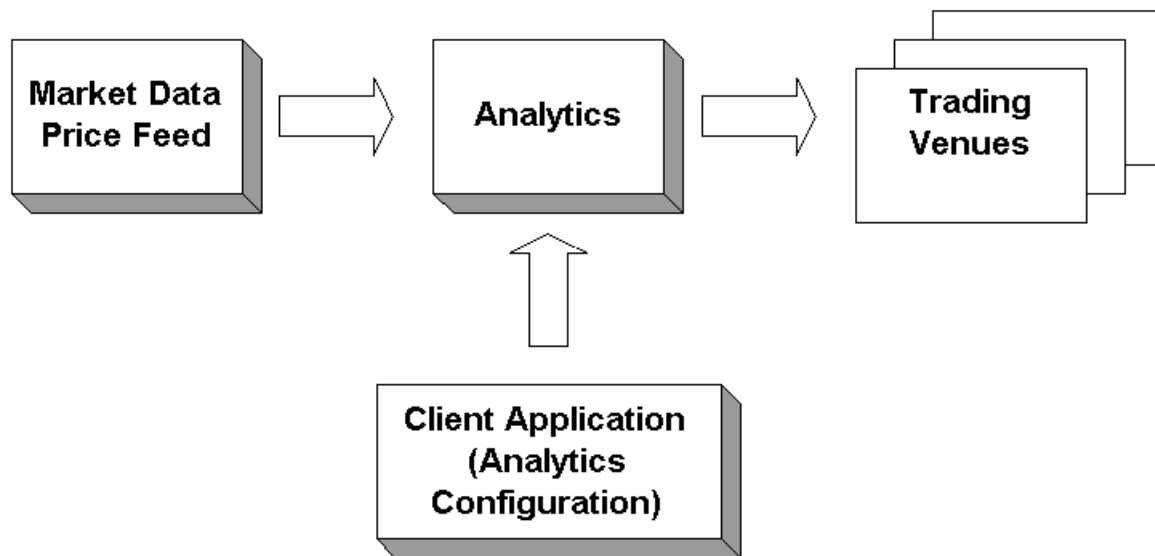 Market Data
Price Feed
Analytics
Trading
Venues
Client Application
(Analytics
Configuration)